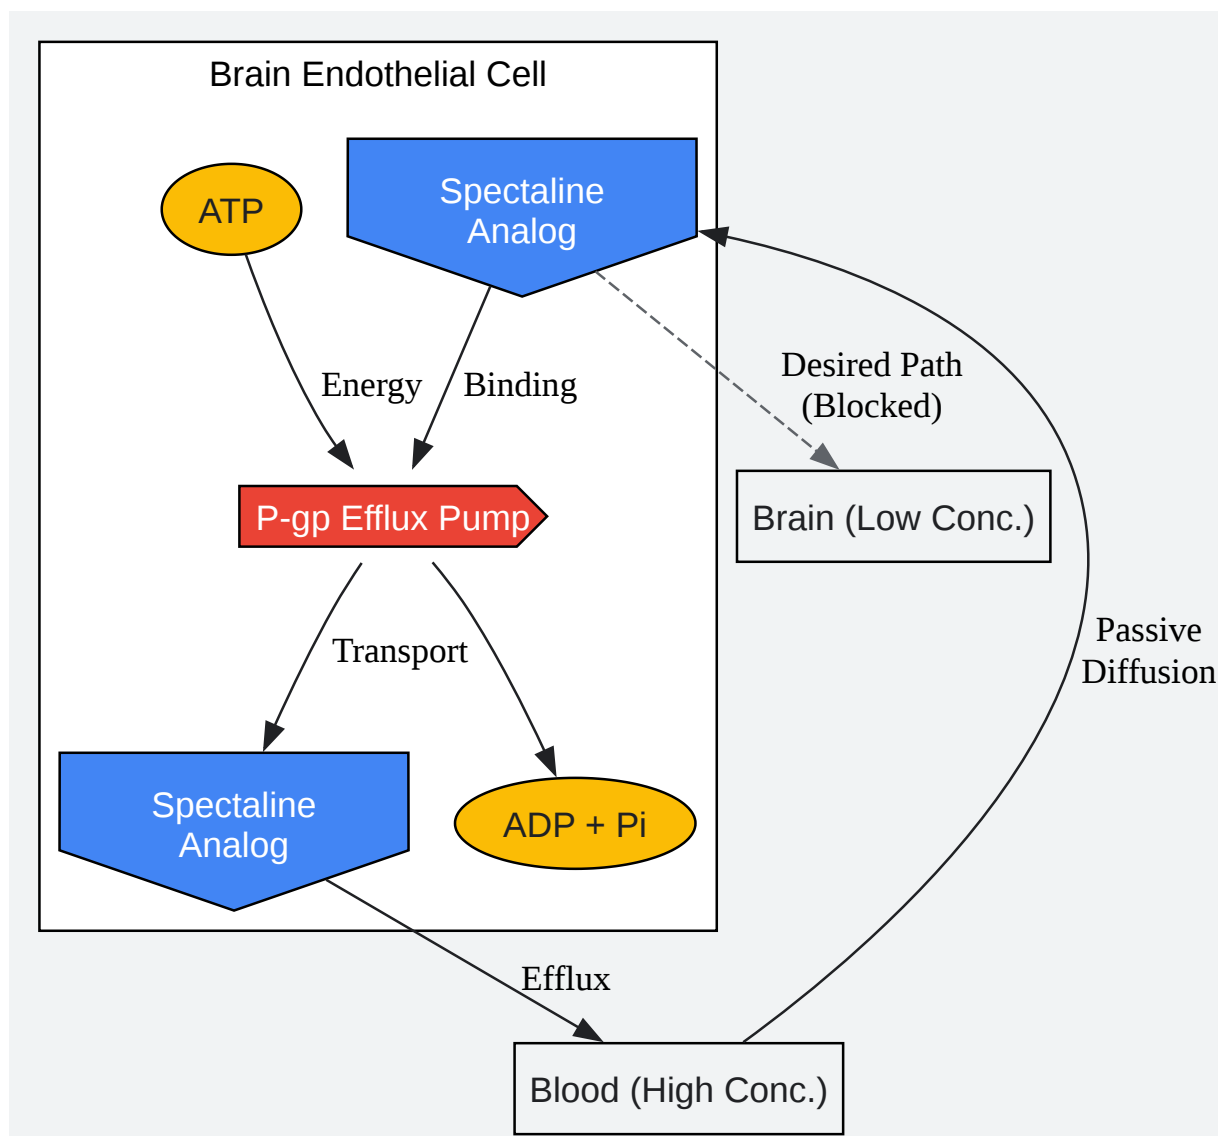 Brain Endothelial Cell
ATP
Spectaline
Analog
Energy
Binding
Desired Path
(Blocked)
P-gp Efflux Pump
Brain (Low Conc.)
Transport
Passive
Diffusion
Spectaline
Analog
ADP + Pi
Efflux
Blood (High Conc.)